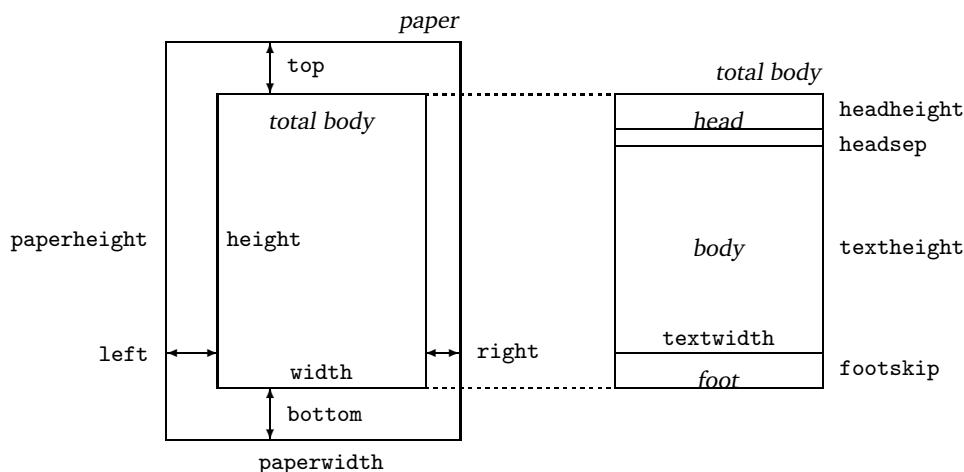 paper
top
total body
paperheight
height
left
right
width
bottom
paperwidth
total body
head
headheight
headsep
body
textheight
textwidth
foot
footskip